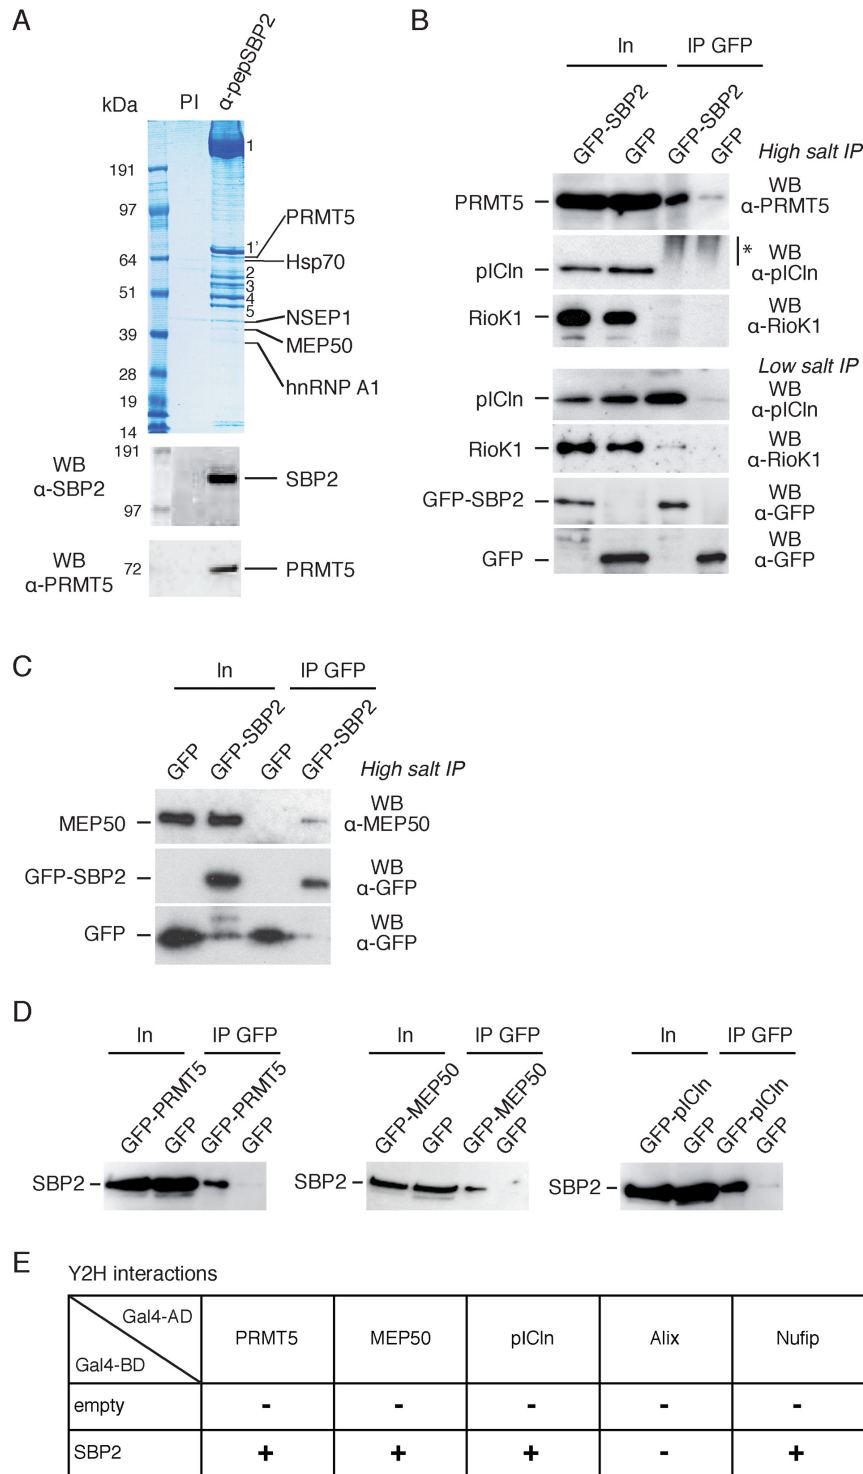 A
kDa
PI
α-pepSBP2
191
97
64
51
39
28
19
14
1
1'
2
3
4
5
PRMT5
Hsp70
NSEP1
MEP50
hnRNP A1
WB
α-SBP2
191
97
SBP2
WB
α-PRMT5
72
PRMT5
B
In
IP GFP
GFP-SBP2
GFP
GFP-SBP2
GFP
High salt IP
PRMT5
WB
α-PRMT5
pICln
*
WB
α-pICln
RioK1
WB
α-RioK1
Low salt IP
pICln
WB
α-pICln
RioK1
WB
α-RioK1
GFP-SBP2
WB
α-GFP
GFP
WB
α-GFP
C
In
IP GFP
GFP
GFP-SBP2
GFP
GFP-SBP2
High salt IP
MEP50
WB
α-MEP50
GFP-SBP2
WB
α-GFP
GFP
WB
α-GFP
D
In
IP GFP
GFP-PRMT5
GFP
GFP-PRMT5
GFP
SBP2
In
IP GFP
GFP-MEP50
GFP
GFP-MEP50
GFP
SBP2
In
IP GFP
GFP-pICln
GFP
GFP-pICln
GFP
SBP2
E
Y2H interactions
Gal4-AD
Gal4-BD
PRMT5 MEP50 pICln Alix Nufip
empty - - - - -
SBP2 + + + - +